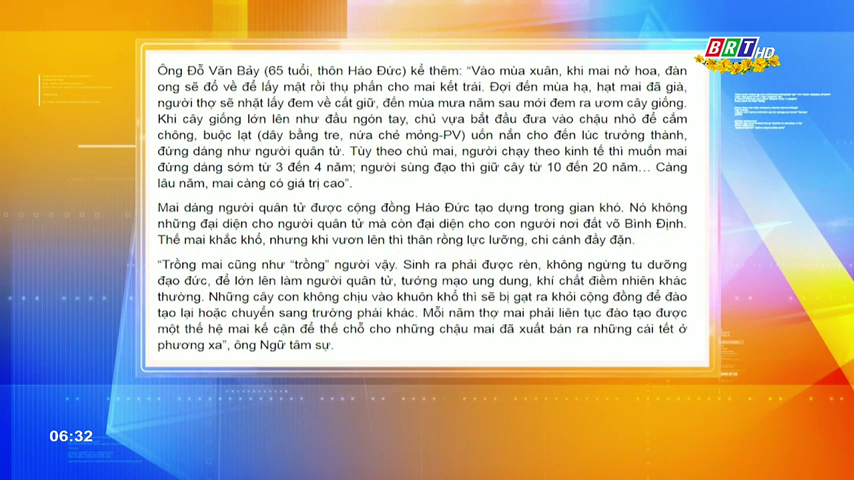 BRT HD
Ông Đỗ Văn Bảy (65 tuổi, thôn Háo Đức) kể thêm: “Vào mùa xuân, khi mai nở hoa, đàn
ong sẽ đổ về để lấy mật rồi thụ phấn cho mai kết trái. Đợi đến mùa hạ, hạt mai đã già,
người thợ sẽ nhặt lấy đem về cất giữ, đến mùa mưa năm sau mới đem ra ươm cây giống.
Khi cây giống lớn lên như đầu ngón tay, chủ vựa bắt đầu đưa vào chậu nhỏ để cắm
chông, buộc lạt (dây bằng tre, nứa chẻ mỏng-PV) uốn nắn cho đến lúc trưởng thành,
đứng dáng như người quân tử. Tùy theo chủ mai, người chạy theo kinh tế thì muốn mai
đứng dáng sớm từ 3 đến 4 năm; người sùng đạo thì giữ cây từ 10 đến 20 năm… Càng
lâu năm, mai càng có giá trị cao”.
Mai dáng người quân tử được cộng đồng Háo Đức tạo dựng trong gian khó. Nó không
những đại diện cho người quân tử mà còn đại diện cho con người nơi đất võ Bình Định.
Thế mai khắc khổ, nhưng khi vươn lên thì thân rồng lực lưỡng, chi cánh đầy đặn.
“Trồng mai cũng như “trồng” người vậy. Sinh ra phải được rèn, không ngừng tu dưỡng
đạo đức, để lớn lên làm người quân tử, tướng mạo ung dung, khí chất điềm nhiên khác
thường. Những cây con không chịu vào khuôn khổ thì sẽ bị gạt ra khỏi cộng đồng để đào
tạo lại hoặc chuyển sang trường phái khác. Mỗi năm thợ mai phải liên tục đào tạo được
một thế hệ mai kế cận để thế chỗ cho những chậu mai đã xuất bán ra những cái tết ở
phương xa”, ông Ngữ tâm sự.
06:32